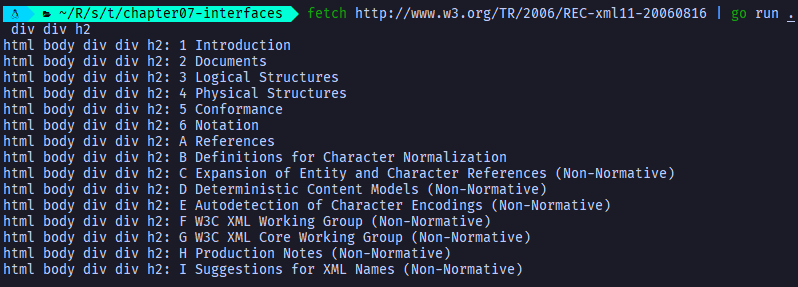 ~/R/s/t/chapter07-interfaces fetch http://www.w3.org/TR/2006/REC-xml11-20060816 | go run .
div div h2
html body div div h2: 1 Introduction
html body div div h2: 2 Documents
html body div div h2: 3 Logical Structures
html body div div h2: 4 Physical Structures
html body div div h2: 5 Conformance
html body div div h2: 6 Notation
html body div div h2: A References
html body div div h2: B Definitions for Character Normalization
html body div div h2: C Expansion of Entity and Character References (Non-Normative)
html body div div h2: D Deterministic Content Models (Non-Normative)
html body div div h2: E Autodetection of Character Encodings (Non-Normative)
html body div div h2: F W3C XML Working Group (Non-Normative)
html body div div h2: G W3C XML Core Working Group (Non-Normative)
html body div div h2: H Production Notes (Non-Normative)
html body div div h2: I Suggestions for XML Names (Non-Normative)